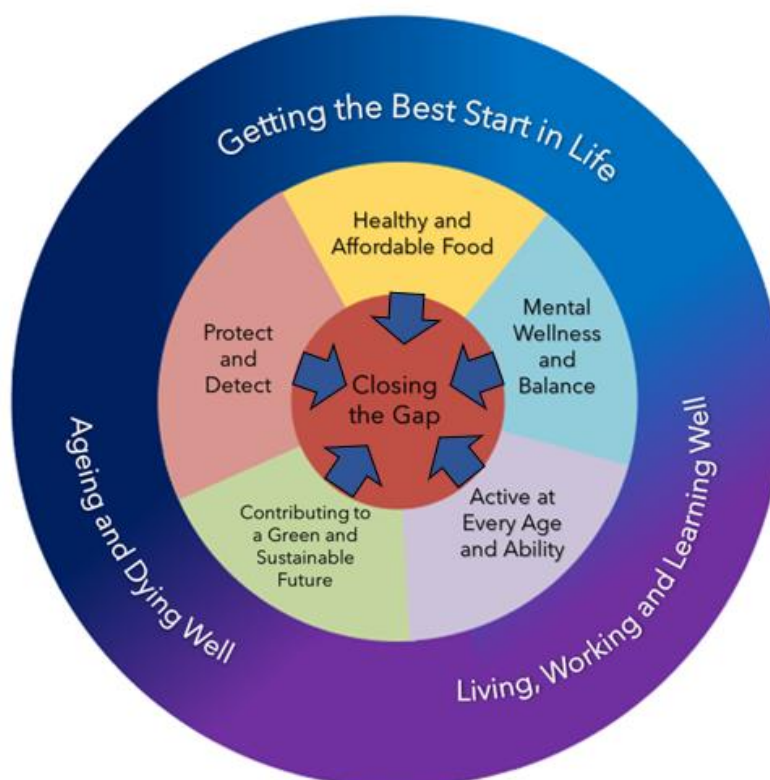 Getting the Best Start in Life
Healthy and
Affordable Food
Protect
and
Detect
Mental
Wellness
and
Balance
Closing
the Gap
Contributing to
a Green and
Sustainable
Future
Active at
Every Age
and Ability
Ageing and Dying Well
Living, Working and Learning Well